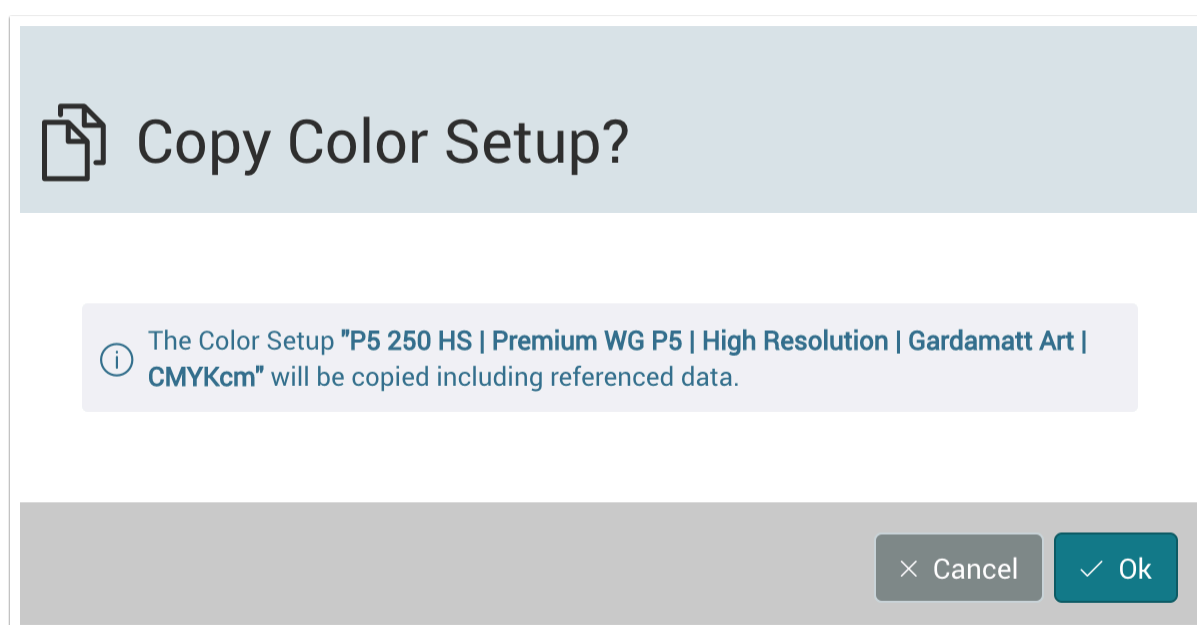 Copy Color Setup?
The Color Setup "P5 250 HS | Premium WG P5 | High Resolution | Gardamatt Art |
CMYKcm" will be copied including referenced data.
Cancel
Ok